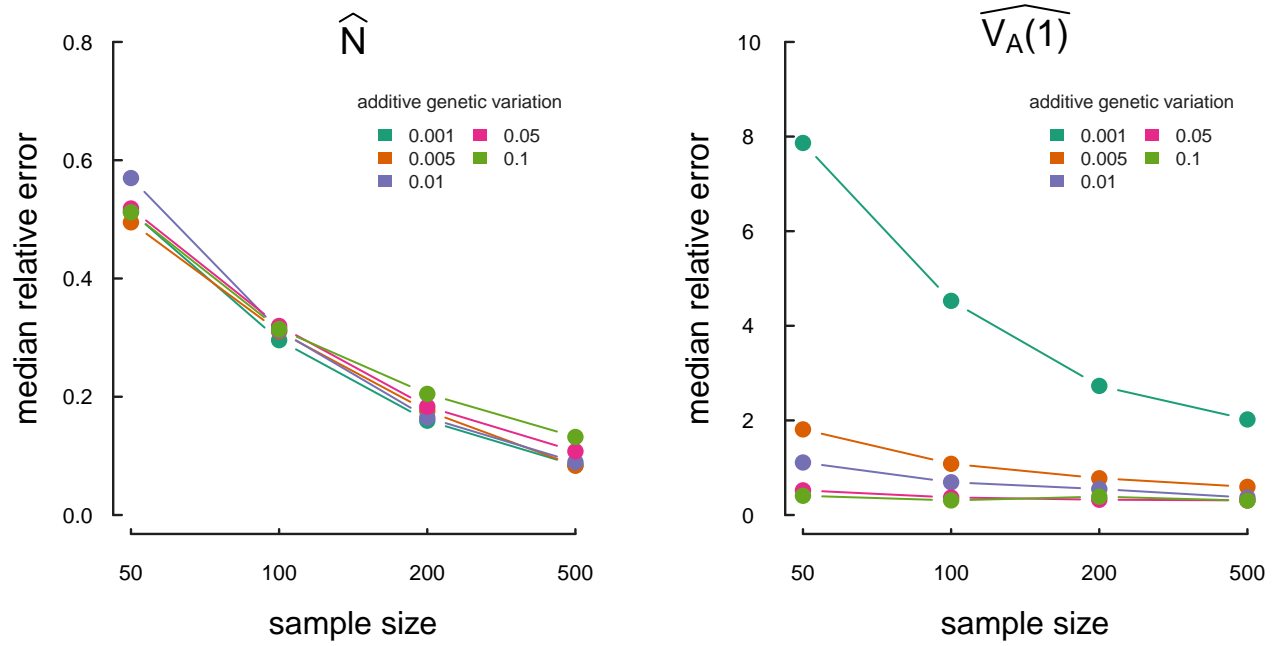 N̂
median relative error
0.8
0.6
0.4
0.2
0.0
additive genetic variation
0.001 0.05
0.005 0.1
0.01
50 100 200 500
sample size
V_A(1)
median relative error
10
8
6
4
2
0
additive genetic variation
0.001 0.05
0.005 0.1
0.01
50 100 200 500
sample size